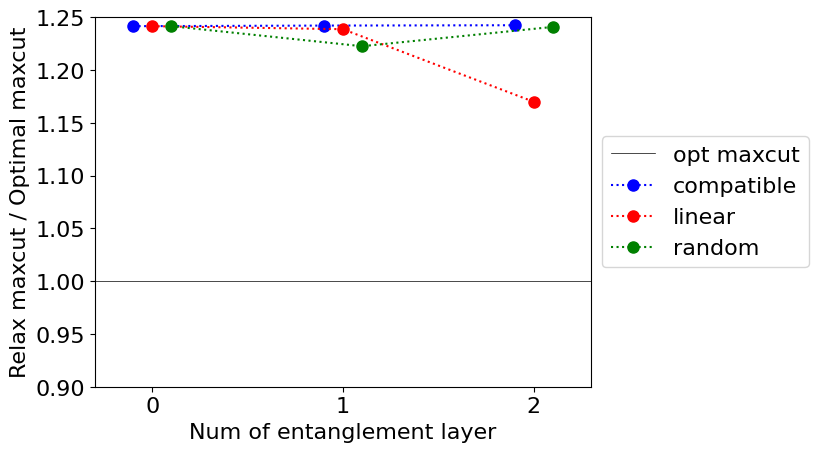 Relax maxcut / Optimal maxcut
1.25
1.20
1.15
1.10
1.05
1.00
0.95
0.90
0
1
2
Num of entanglement layer
opt maxcut
compatible
linear
random